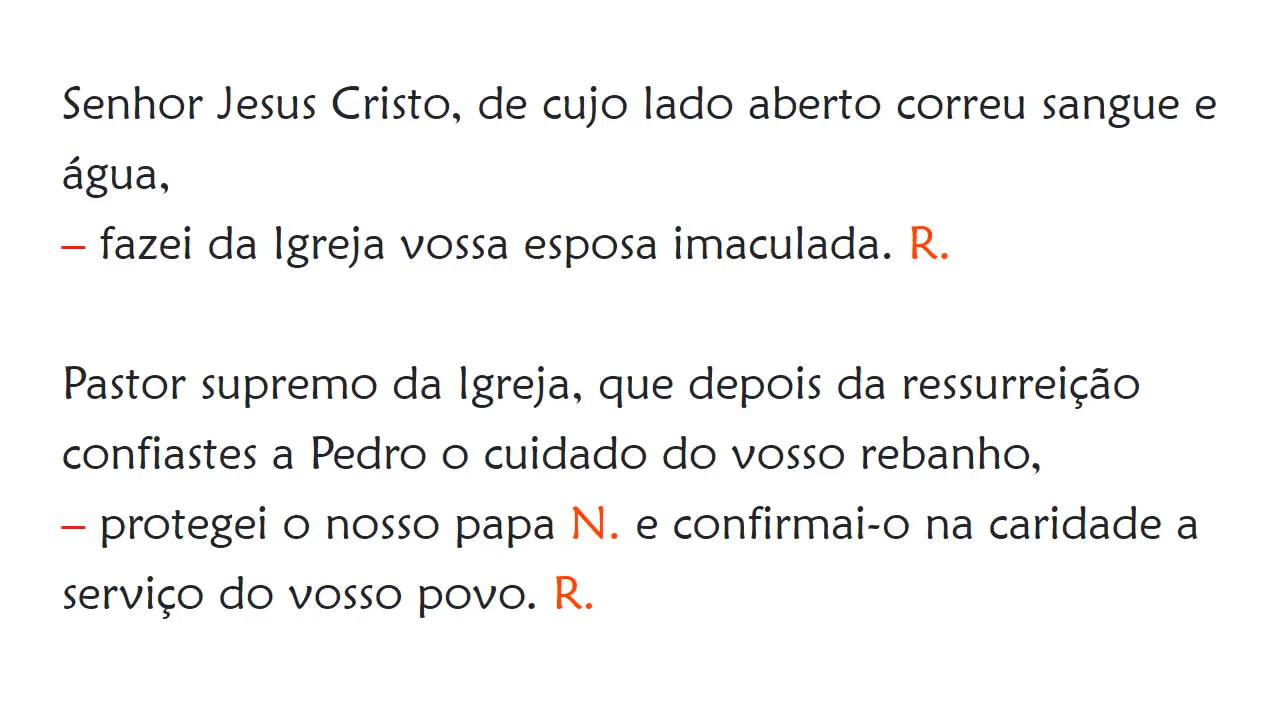 Senhor Jesus Cristo, de cujo lado aberto correu sangue e
água,
– fazei da Igreja vossa esposa imaculada. R.
Pastor supremo da Igreja, que depois da ressurreição
confiastes a Pedro o cuidado do vosso rebanho,
– protegei o nosso papa N. e confirmai-o na caridade a
serviço do vosso povo. R.